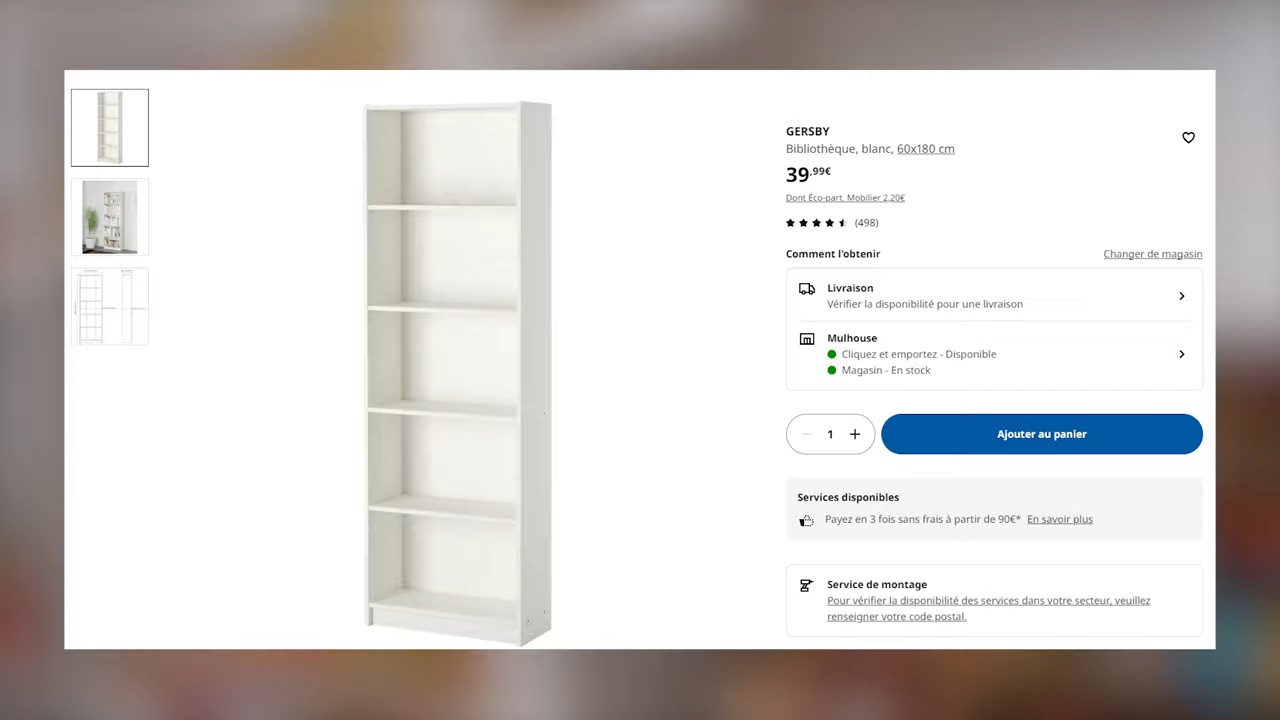 GERSBY
Bibliothèque, blanc, 60x180 cm
39,99€
Dont Éco-part. Mobilier 2,20€
(498)
Comment l'obtenir
Changer de magasin
Livraison
Vérifier la disponibilité pour une livraison
Mulhouse
Cliquez et emportez - Disponible
Magasin - En stock
1
Ajouter au panier
Services disponibles
Payez en 3 fois sans frais à partir de 90€* En savoir plus
Service de montage
Pour vérifier la disponibilité des services dans votre secteur, veuillez
renseigner votre code postal.